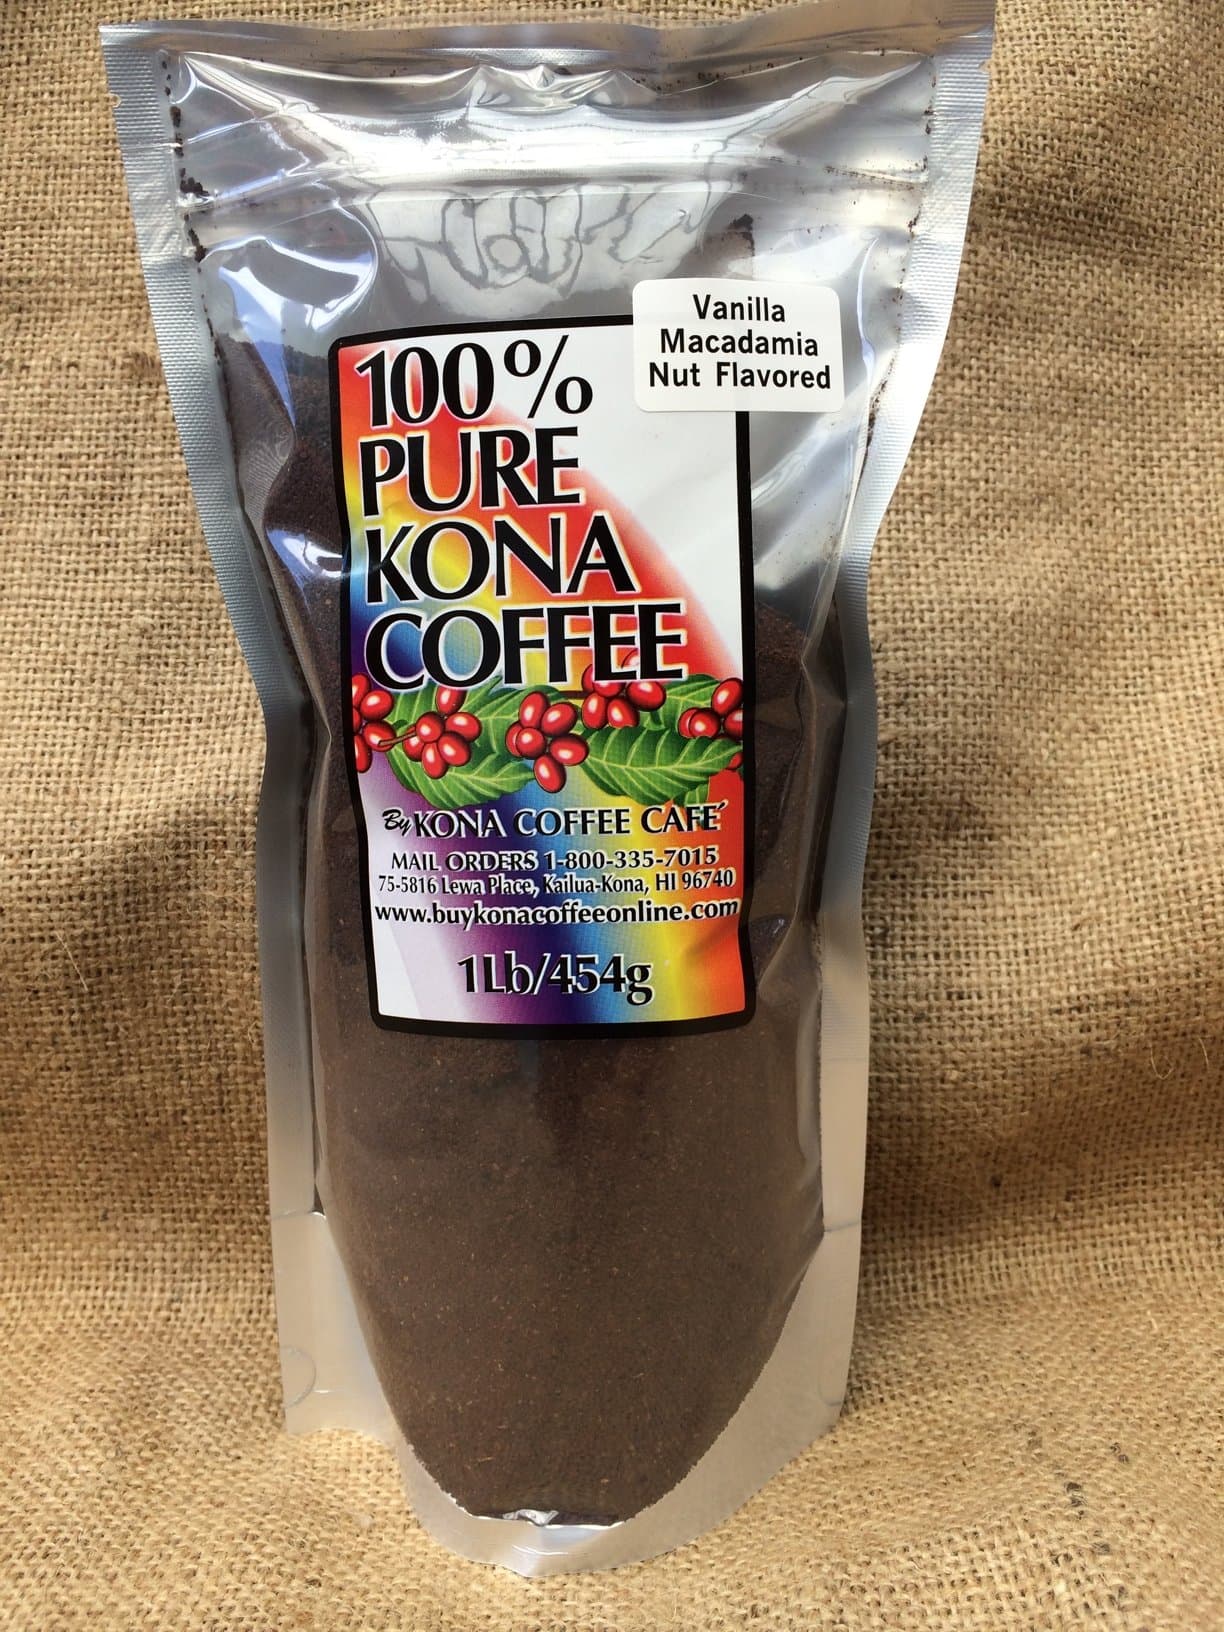 Vanilla
Macadamia
Nut Flavored
100%
PURE
KONA
COFFEE
By KONA COFFEE CAFÉ
MAIL ORDERS 1-800-335-7015
75-5816 Lewa Place, Kailua-Kona, HI 96740
www.buykonacoffeeonline.com
1Lb/454g